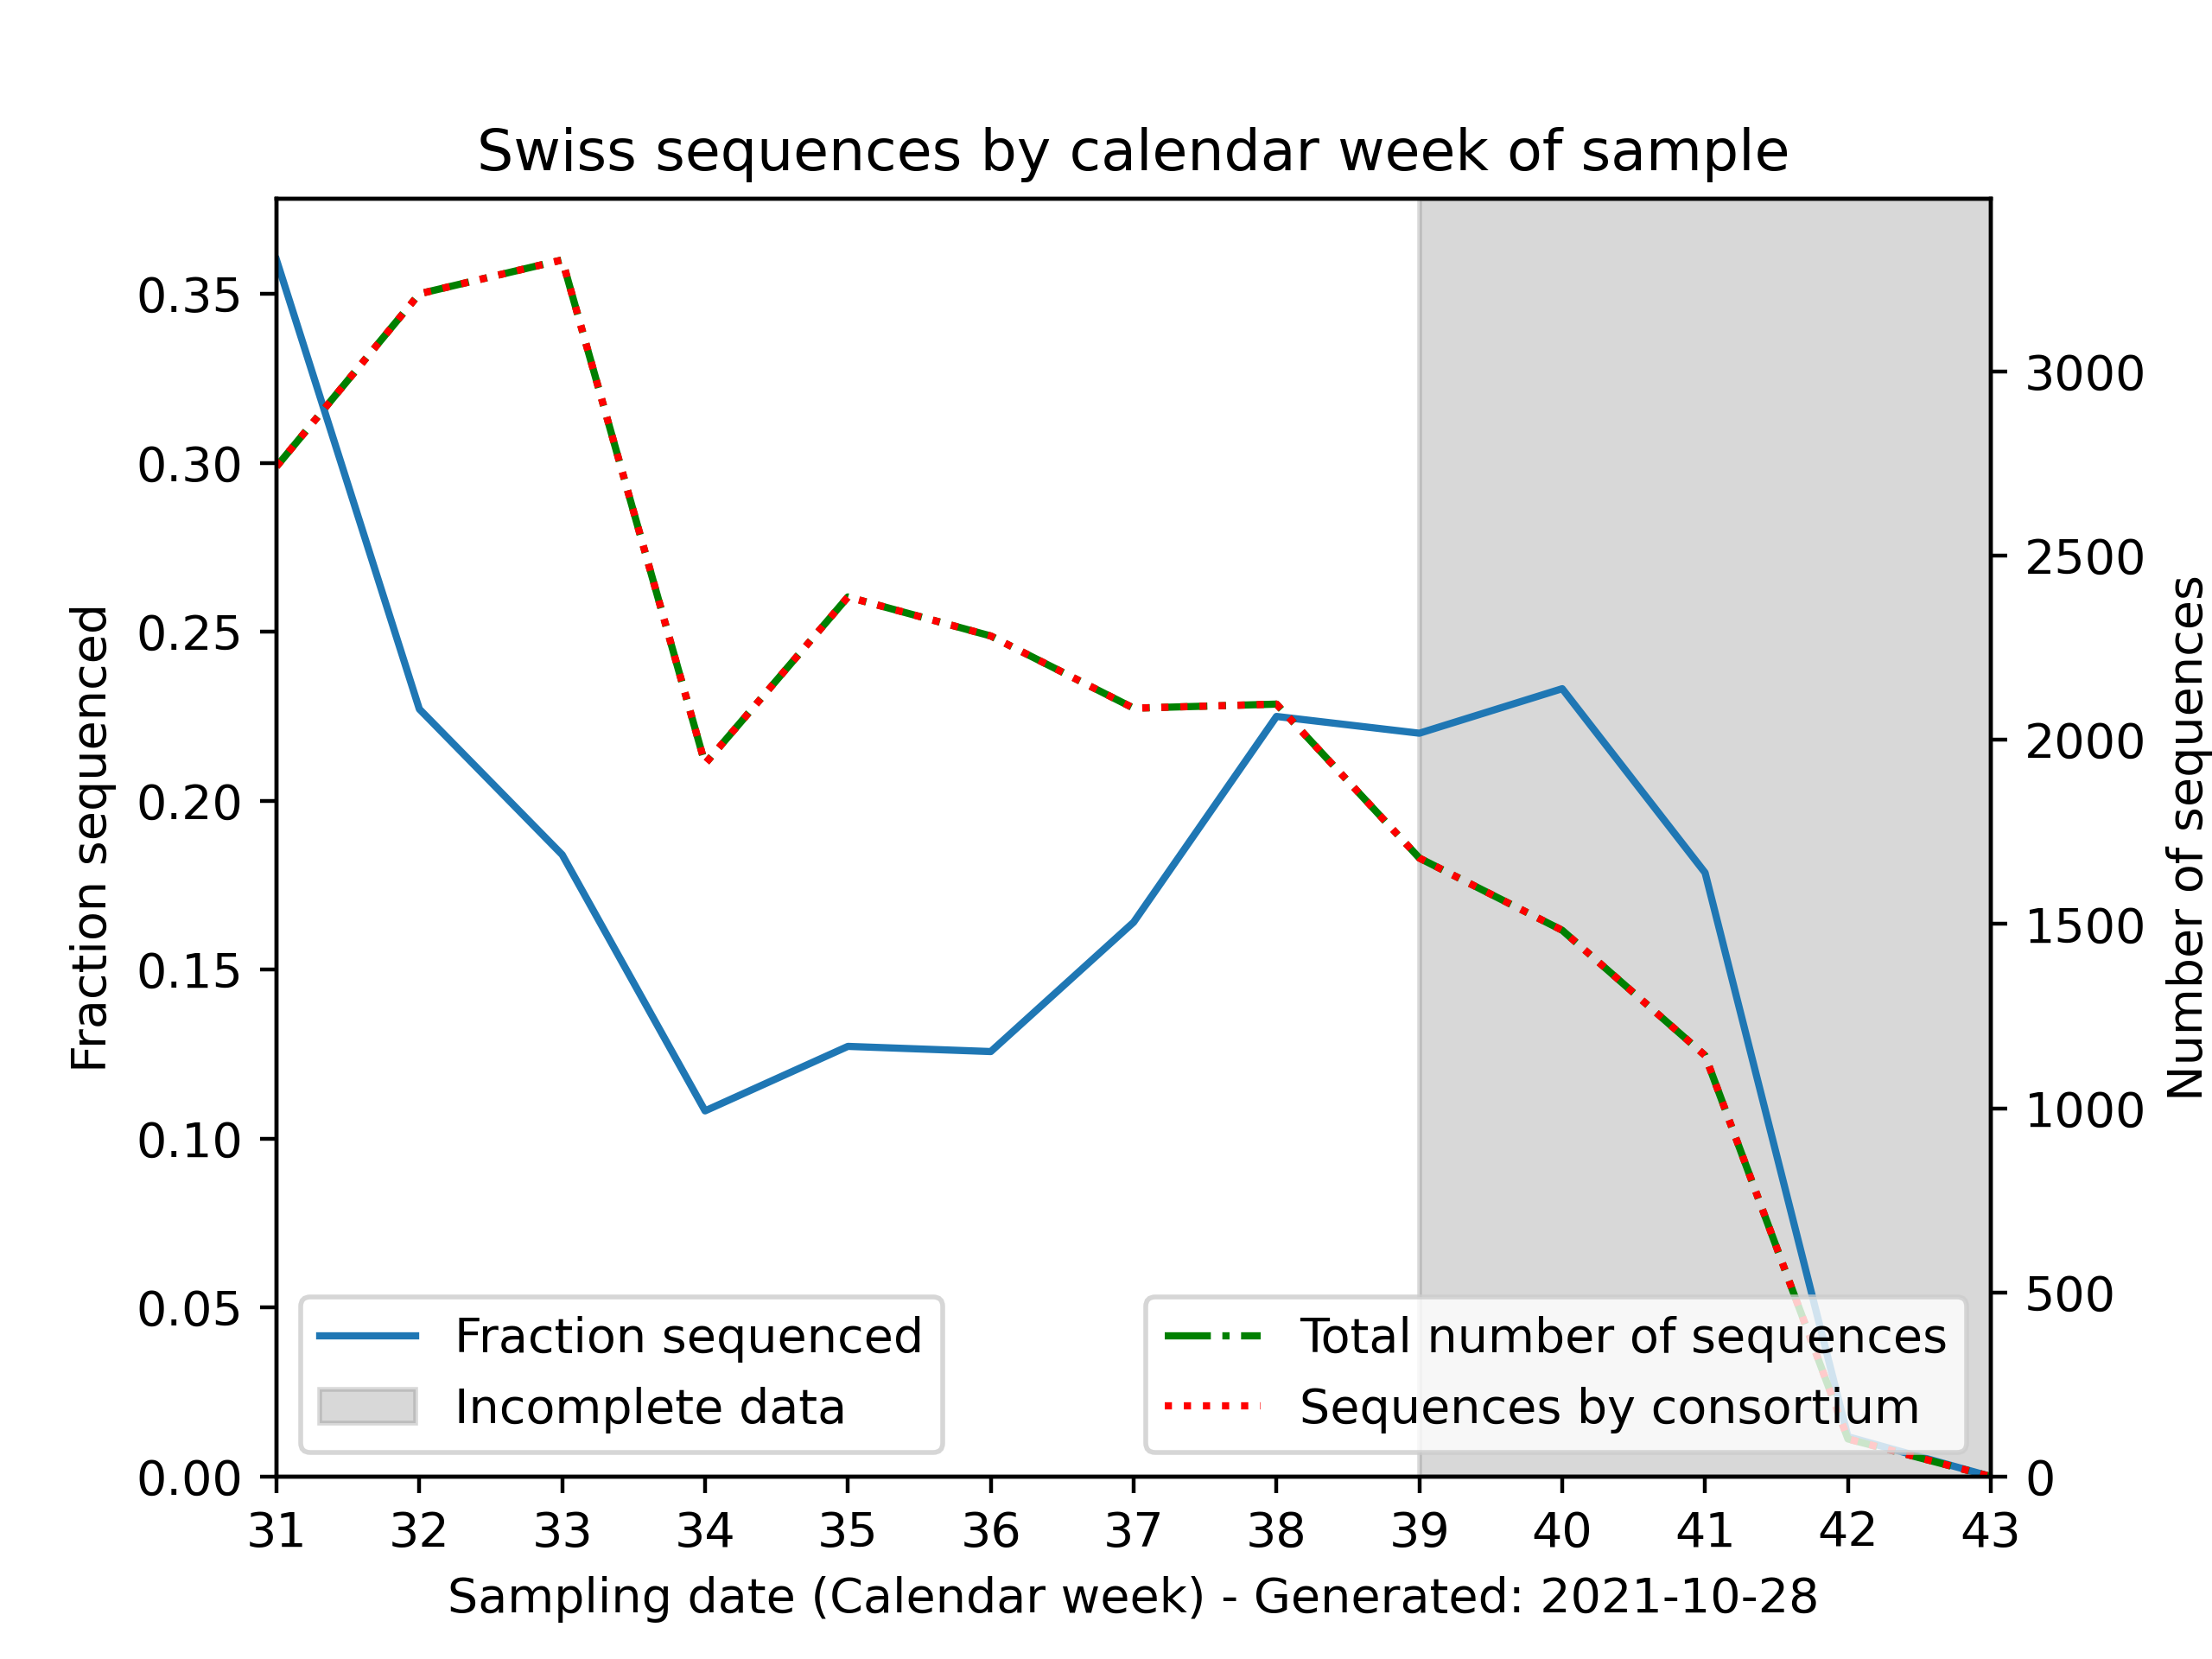 Swiss sequences by calendar week of sample
0.35
0.30
0.25
0.20
0.15
0.10
0.05
0.00
Fraction sequenced
3000
2500
2000
1500
1000
500
0
Number of sequences
Fraction sequenced
Incomplete data
Total number of sequences
Sequences by consortium
31 32 33 34 35 36 37 38 39 40 41 42 43
Sampling date (Calendar week) - Generated: 2021-10-28